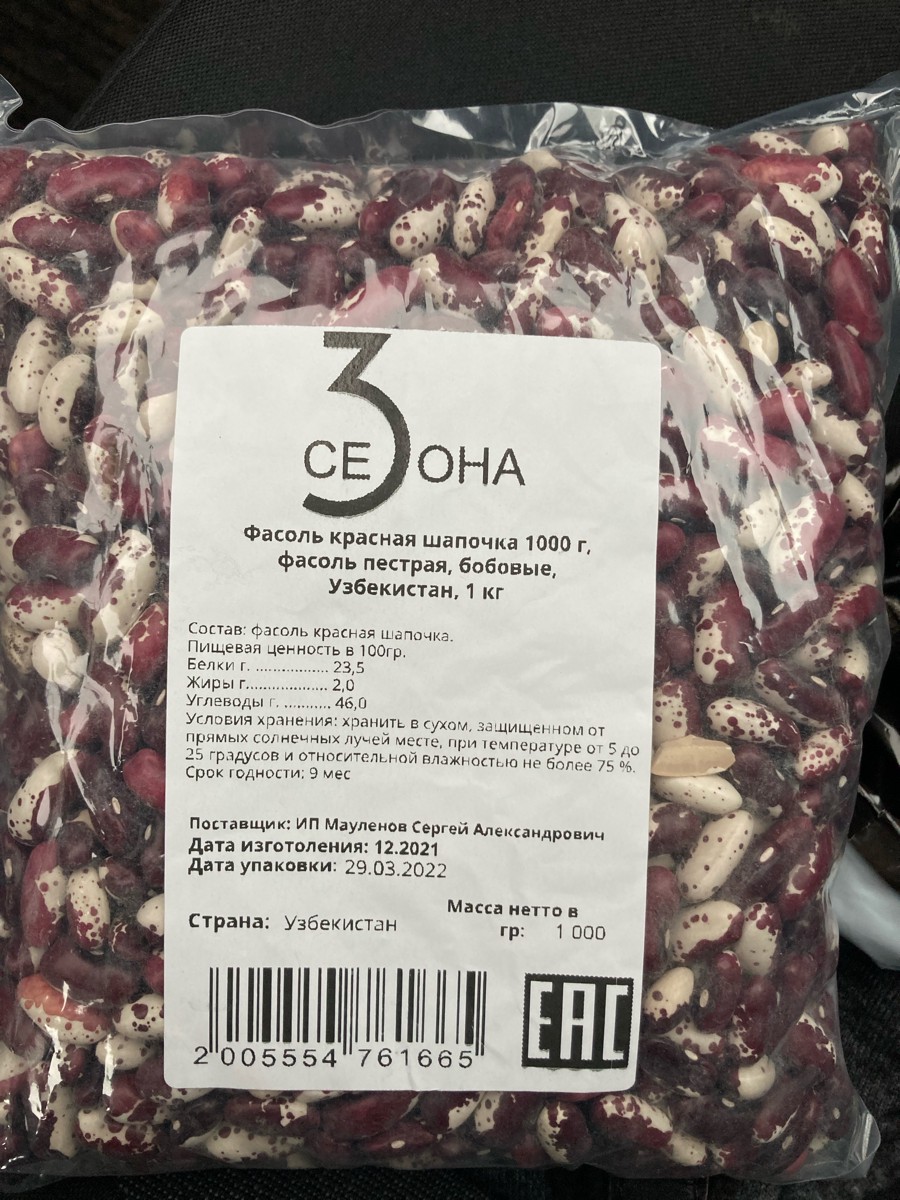 3
СЕ ОНА
Фасоль красная шапочка 1000 г,
фасоль пестрая, бобовые,
Узбекистан, 1 кг
Состав: фасоль красная шапочка.
Пищевая ценность в 100гр.
Белки г. ................. 23,5
Жиры г................... 2,0
Углеводы г. ........... 46,0
Условия хранения: хранить в сухом, защищенном от
прямых солнечных лучей месте, при температуре от 5 до
25 градусов и относительной влажностью не более 75 %.
Срок годности: 9 мес
Поставщик: ИП Мауленов Сергей Александрович
Дата изготоления: 12.2021
Дата упаковки: 29.03.2022
Страна: Узбекистан
Масса нетто в
гр: 1 000
2 005554 761665
EAC